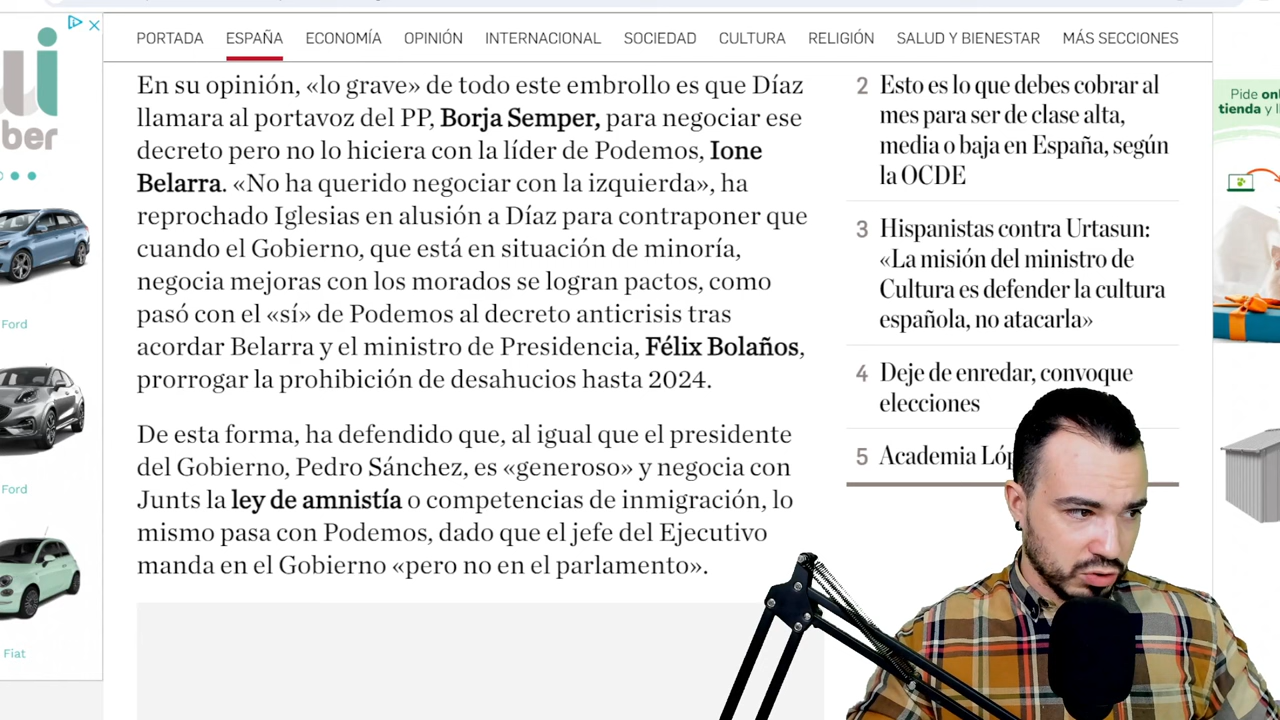 PORTADA ESPAÑA ECONOMÍA OPINIÓN INTERNACIONAL SOCIEDAD CULTURA RELIGIÓN SALUD Y BIENESTAR MÁS SECCIONES
En su opinión, «lo grave» de todo este embrollo es que Díaz
llamara al portavoz del PP, Borja Semper, para negociar ese
decreto pero no lo hiciera con la líder de Podemos, Ione
Belarra. «No ha querido negociar con la izquierda», ha
reprochado Iglesias en alusión a Díaz para contraponer que
cuando el Gobierno, que está en situación de minoría,
negocia mejoras con los morados se logran pactos, como
pasó con el «sí» de Podemos al decreto anticrisis tras
acordar Belarra y el ministro de Presidencia, Félix Bolaños,
prorrogar la prohibición de desahucios hasta 2024.
De esta forma, ha defendido que, al igual que el presidente
del Gobierno, Pedro Sánchez, es «generoso» y negocia con
Junts la ley de amnistía o competencias de inmigración, lo
mismo pasa con Podemos, dado que el jefe del Ejecutivo
manda en el Gobierno «pero no en el parlamento».
2 Esto es lo que debes cobrar al
mes para ser de clase alta,
media o baja en España, según
la OCDE
3 Hispanistas contra Urtasun:
«La misión del ministro de
Cultura es defender la cultura
española, no atacarla»
4 Deje de enredar, convoque
elecciones
5 Academia
Ford
Ford
Fiat
Pide
tienda y